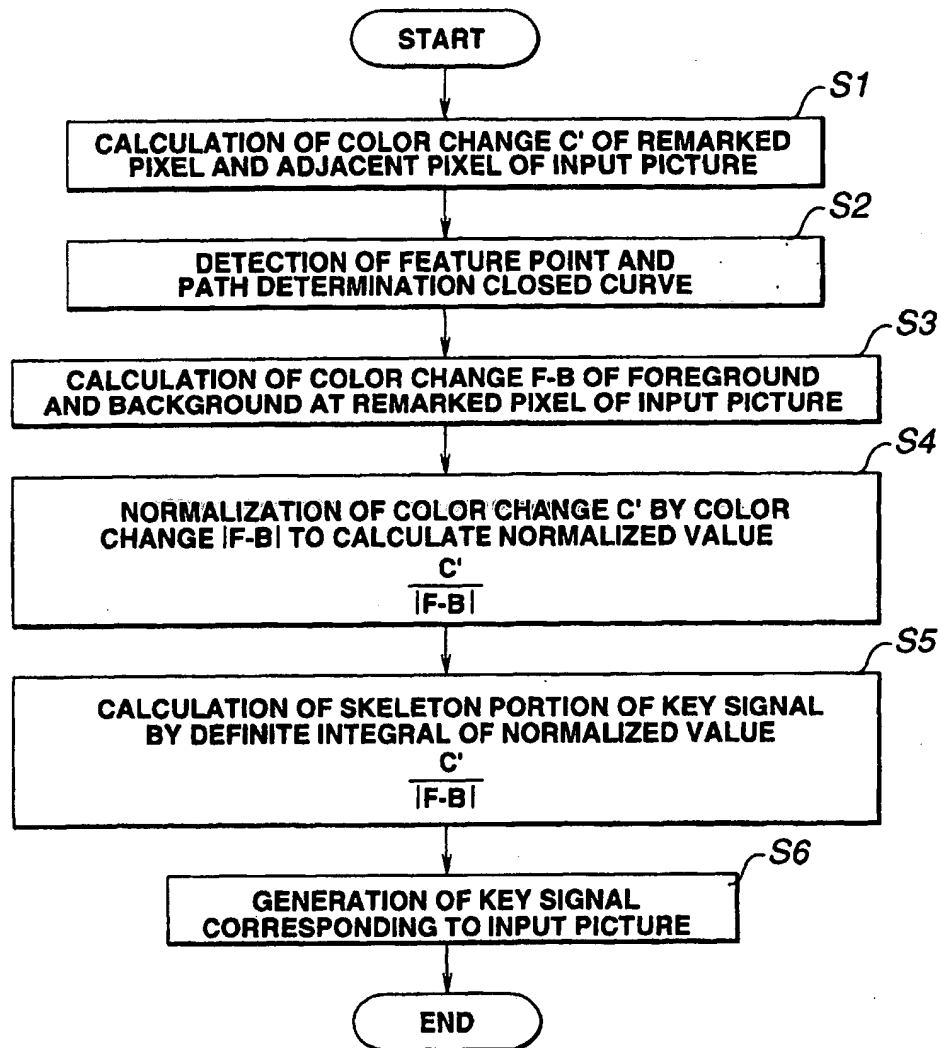 START
S1
CALCULATION OF COLOR CHANGE C' OF REMARKED
PIXEL AND ADJACENT PIXEL OF INPUT PICTURE
S2
DETECTION OF FEATURE POINT AND
PATH DETERMINATION CLOSED CURVE
S3
CALCULATION OF COLOR CHANGE F-B OF FOREGROUND
AND BACKGROUND AT REMARKED PIXEL OF INPUT PICTURE
S4
NORMALIZATION OF COLOR CHANGE C' BY COLOR
CHANGE |F-B| TO CALCULATE NORMALIZED VALUE
C'
|F-B|
S5
CALCULATION OF SKELETON PORTION OF KEY SIGNAL
BY DEFINITE INTEGRAL OF NORMALIZED VALUE
C'
|F-B|
S6
GENERATION OF KEY SIGNAL
CORRESPONDING TO INPUT PICTURE
END